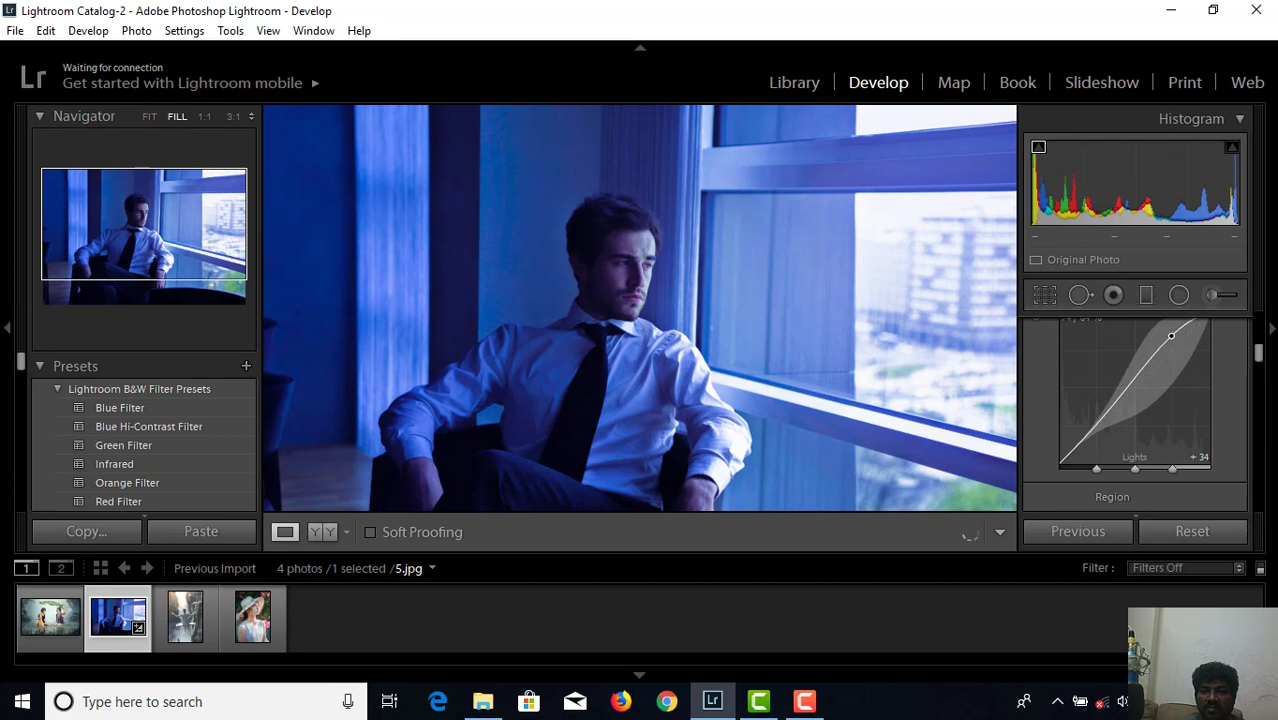 Lightroom Catalog-2 - Adobe Photoshop Lightroom - Develop
File Edit Develop Photo Settings Tools View Window Help
Lr
Waiting for connection
Get started with Lightroom mobile
Library Develop Map Book Slideshow Print Web
Navigator FIT FILL 1:1 3:1
Histogram
Original Photo
Lights + 34
Region
Presets +
Lightroom B&W Filter Presets
Blue Filter
Blue Hi-Contrast Filter
Green Filter
Infrared
Orange Filter
Red Filter
Copy... Paste
YY
Soft Proofing
Previous Reset
1 2 Previous Import 4 photos / 1 selected / 5.jpg
Filter : Filters Off
Type here to search
Lr